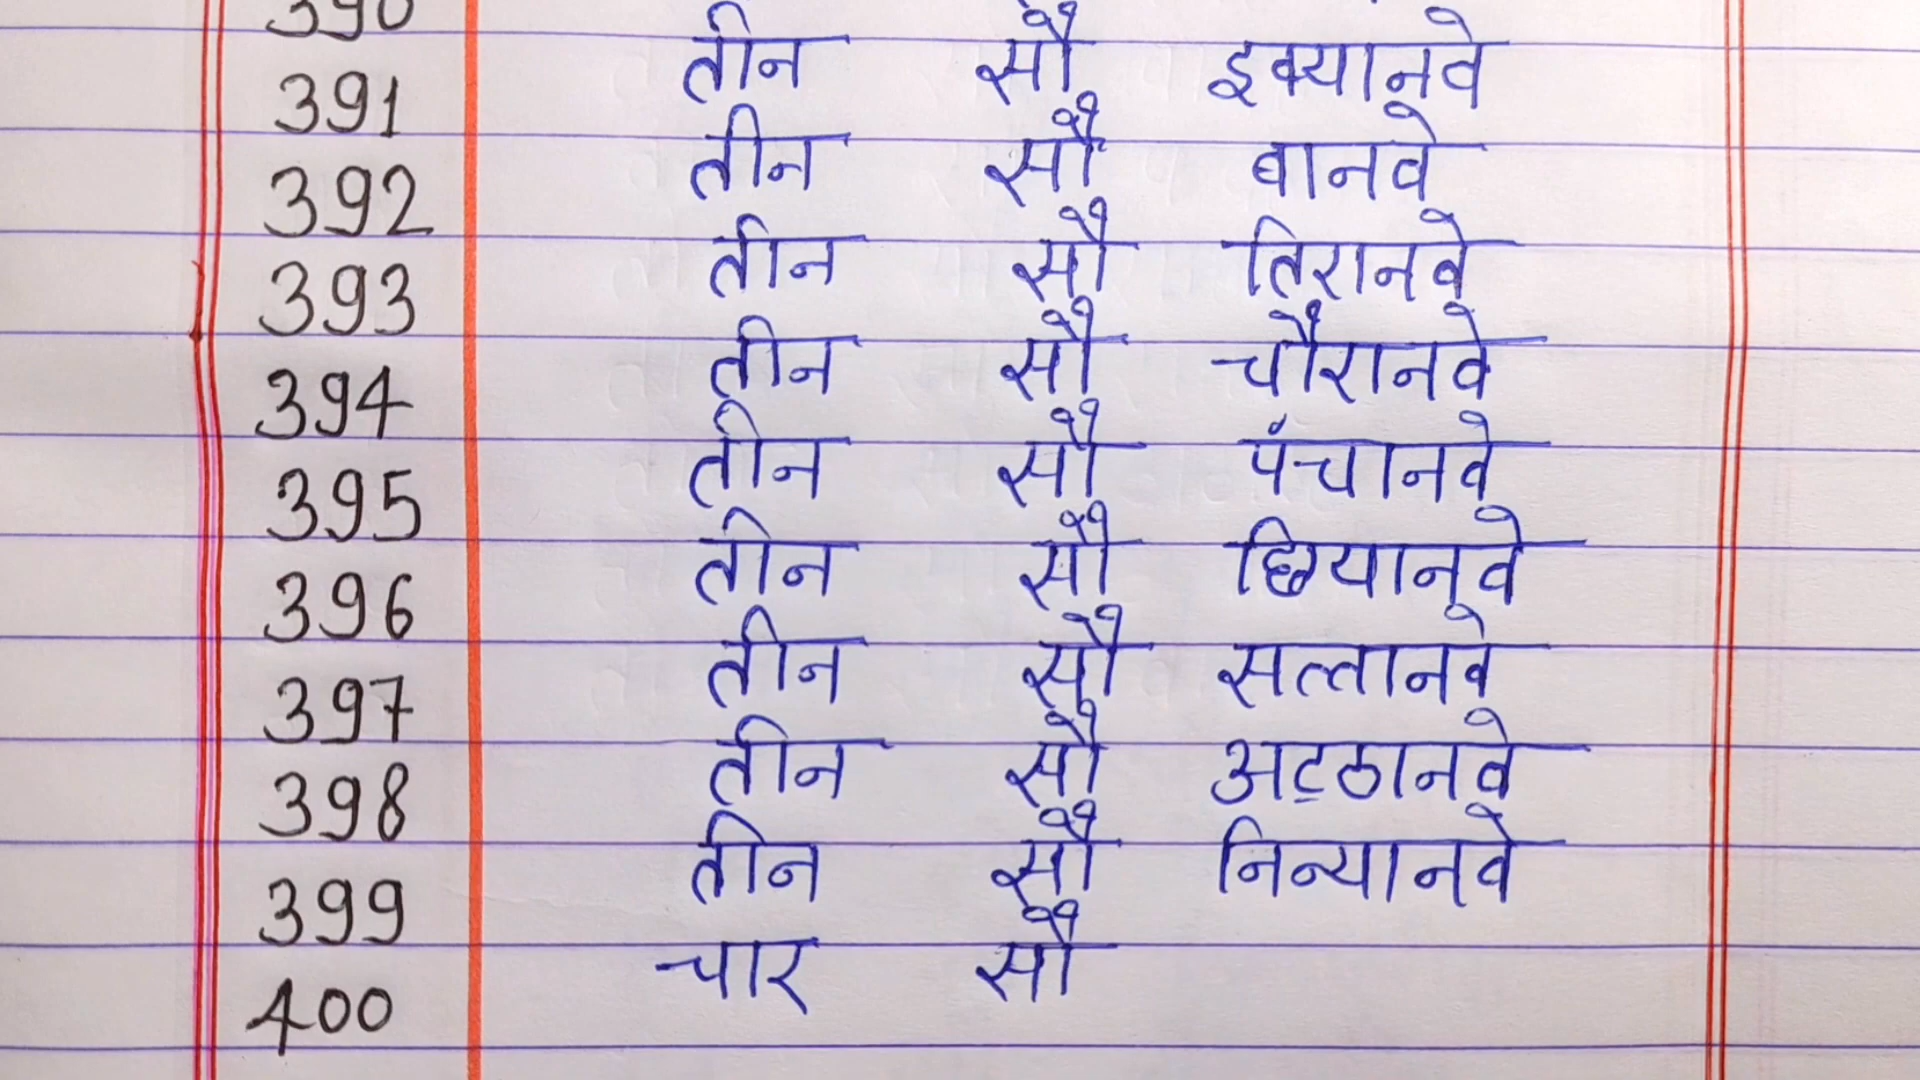 390
391 तीन सौ इक्यानवे
392 तीन सौ बानवे
393 तीन सौ तिरानवे
394 तीन सौ चौरानवे
395 तीन सौ पंचानवे
396 तीन सौ छियानवे
397 तीन सौ सत्तानवे
398 तीन सौ अट्ठानवे
399 तीन सौ निन्यानवे
400 चार सौ